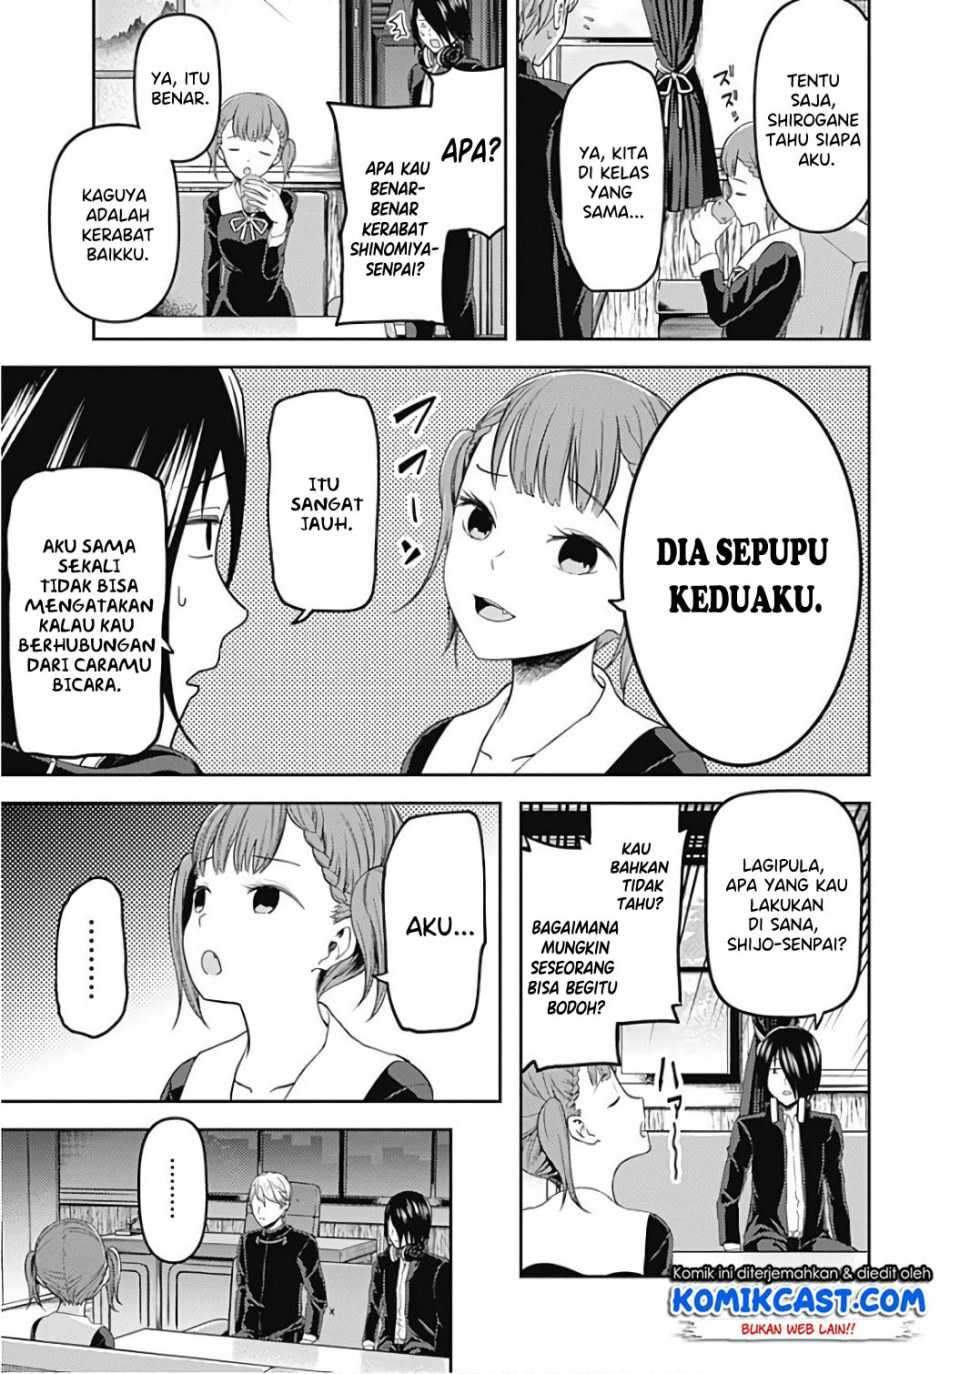 TENTU
SAJA,
SHIROGANE
TAHU SIAPA
AKU.
YA, KITA
DI KELAS
YANG
SAMA...
ズズ
APA?
APA KAU
BENAR-
BENAR
KERABAT
SHINOMIYA-
SENPAI?
YA, ITU
BENAR.
KAGUYA
ADALAH
KERABAT
BAIKKU.
DIA SEPUPU
KEDUAKU.
ITU
SANGAT
JAUH.
AKU SAMA
SEKALI
TIDAK BISA
MENGATAKAN
KALAU KAU
BERHUBUNGAN
DARI CARAMU
BICARA.
LAGIPULA,
APA YANG KAU
LAKUKAN
DI SANA,
SHIJO-SENPAI?
KAU
BAHKAN
TIDAK
TAHU?
BAGAIMANA
MUNGKIN
SESEORANG
BISA BEGITU
BODOH?
AKU...
........
........
Komik ini diterjemahkan & diedit oleh
KOMIKCAST.COM
BUKAN WEB LAIN!!